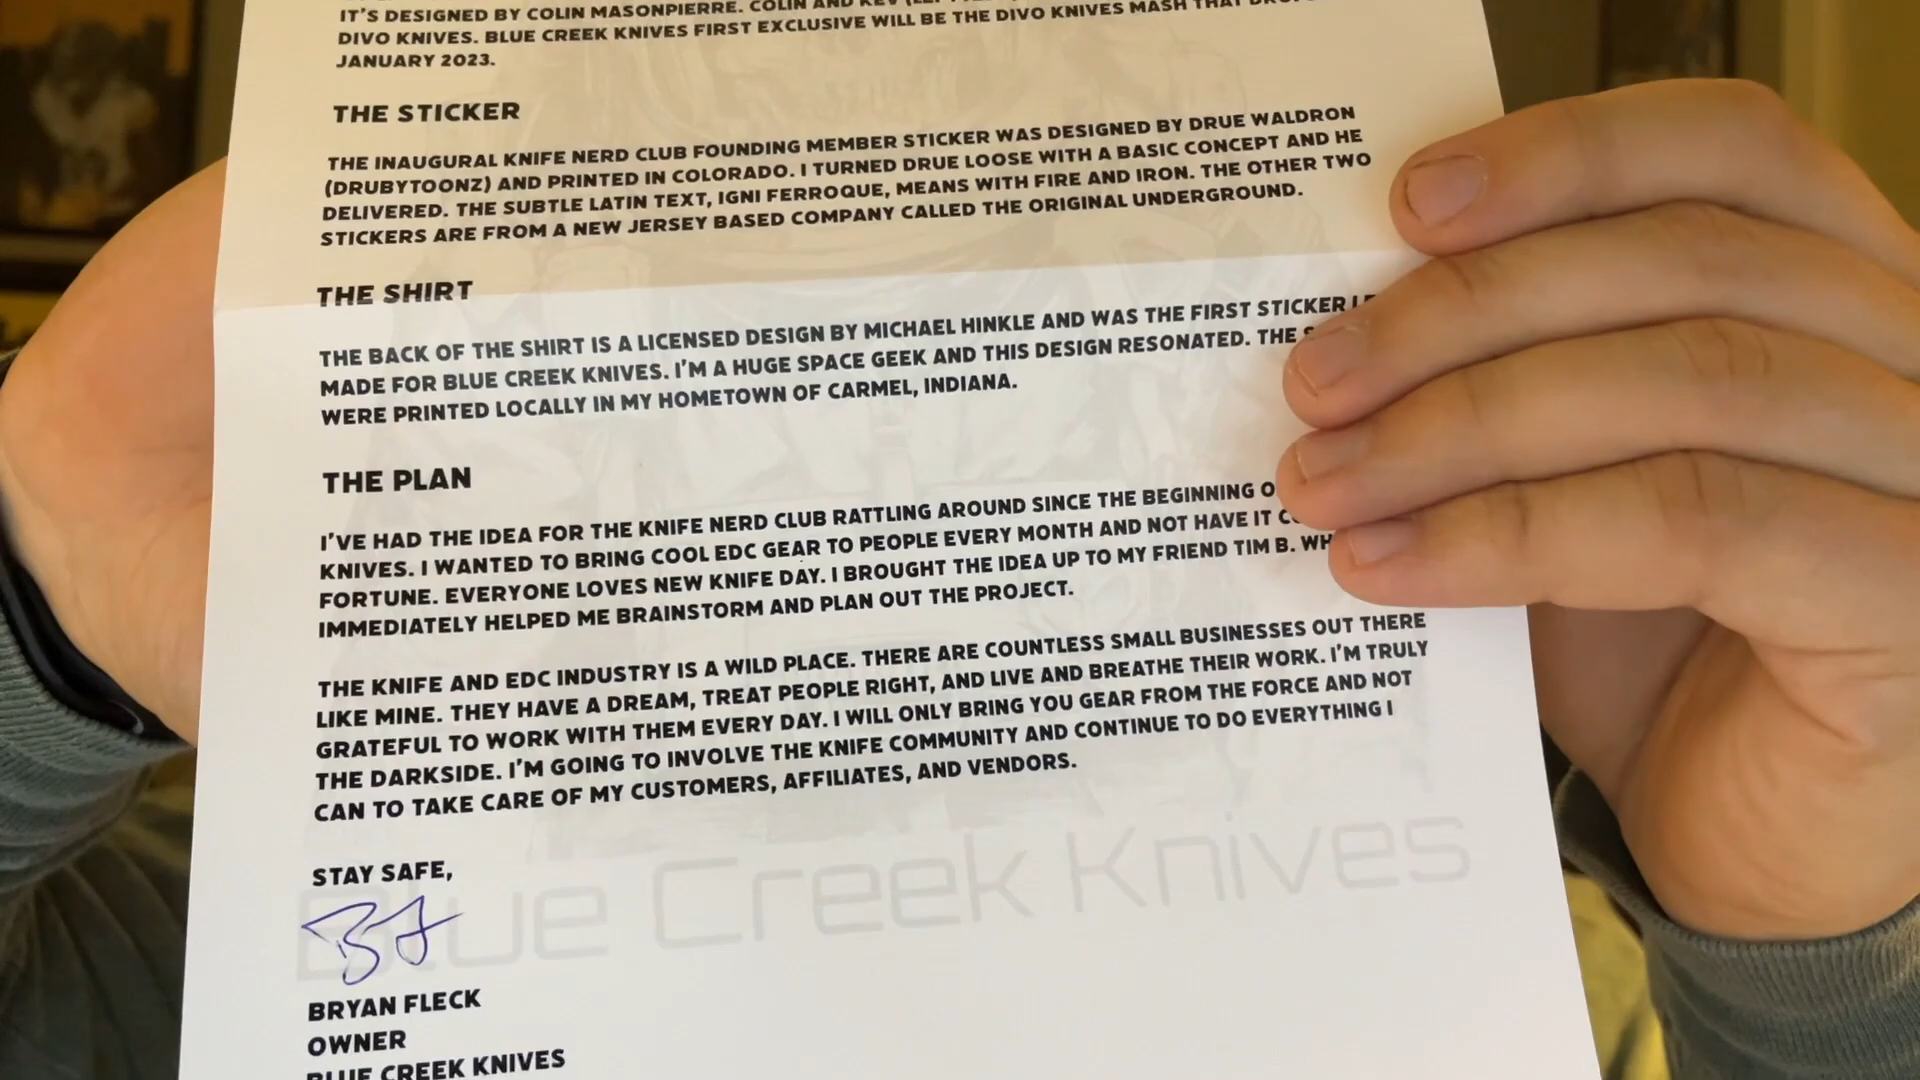 IT'S DESIGNED BY COLIN MASONPIERRE. COLIN AND KEV
DIVO KNIVES. BLUE CREEK KNIVES FIRST EXCLUSIVE WILL BE THE DIVO KNIVES MASH THAT
JANUARY 2023.
THE STICKER
THE INAUGURAL KNIFE NERD CLUB FOUNDING MEMBER STICKER WAS DESIGNED BY DRUE WALDRON
(DRUBYTOONZ) AND PRINTED IN COLORADO. I TURNED DRUE LOOSE WITH A BASIC CONCEPT AND HE
DELIVERED. THE SUBTLE LATIN TEXT, IGNI FERROQUE, MEANS WITH FIRE AND IRON. THE OTHER TWO
STICKERS ARE FROM A NEW JERSEY BASED COMPANY CALLED THE ORIGINAL UNDERGROUND.
THE SHIRT
THE BACK OF THE SHIRT IS A LICENSED DESIGN BY MICHAEL HINKLE AND WAS THE FIRST STICKER
MADE FOR BLUE CREEK KNIVES. I'M A HUGE SPACE GEEK AND THIS DESIGN RESONATED. THE
WERE PRINTED LOCALLY IN MY HOMETOWN OF CARMEL, INDIANA.
THE PLAN
I'VE HAD THE IDEA FOR THE KNIFE NERD CLUB RATTLING AROUND SINCE THE BEGINNING
KNIVES. I WANTED TO BRING COOL EDC GEAR TO PEOPLE EVERY MONTH AND NOT HAVE IT
FORTUNE. EVERYONE LOVES NEW KNIFE DAY. I BROUGHT THE IDEA UP TO MY FRIEND TIM B.
IMMEDIATELY HELPED ME BRAINSTORM AND PLAN OUT THE PROJECT.
THE KNIFE AND EDC INDUSTRY IS A WILD PLACE. THERE ARE COUNTLESS SMALL BUSINESSES OUT THERE
LIKE MINE. THEY HAVE A DREAM, TREAT PEOPLE RIGHT, AND LIVE AND BREATHE THEIR WORK. I'M TRULY
GRATEFUL TO WORK WITH THEM EVERY DAY. I WILL ONLY BRING YOU GEAR FROM THE FORCE AND NOT
THE DARKSIDE. I'M GOING TO INVOLVE THE KNIFE COMMUNITY AND CONTINUE TO DO EVERYTHING I
CAN TO TAKE CARE OF MY CUSTOMERS, AFFILIATES, AND VENDORS.
STAY SAFE,
Blue Creek Knives
BRYAN FLECK
OWNER
BLUE CREEK KNIVES